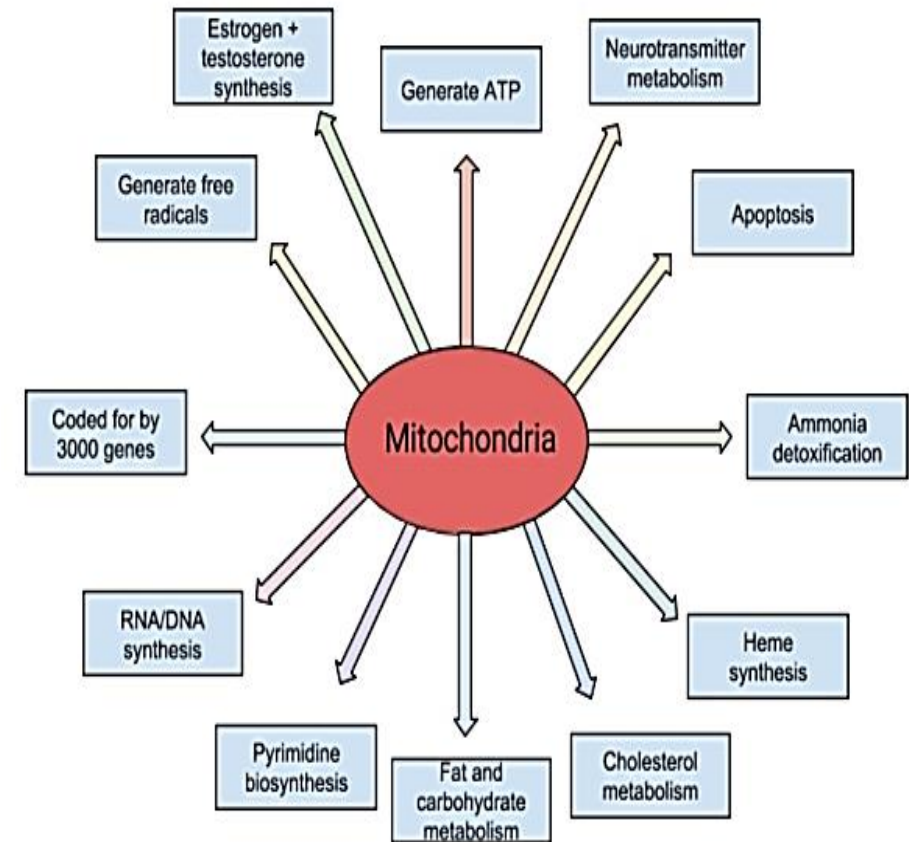 Estrogen +
testosterone
synthesis
Generate ATP
Neurotransmitter
metabolism
Generate free
radicals
Apoptosis
Coded for by
3000 genes
Mitochondria
Ammonia
detoxification
RNA/DNA
synthesis
Heme
synthesis
Pyrimidine
biosynthesis
Fat and
carbohydrate
metabolism
Cholesterol
metabolism